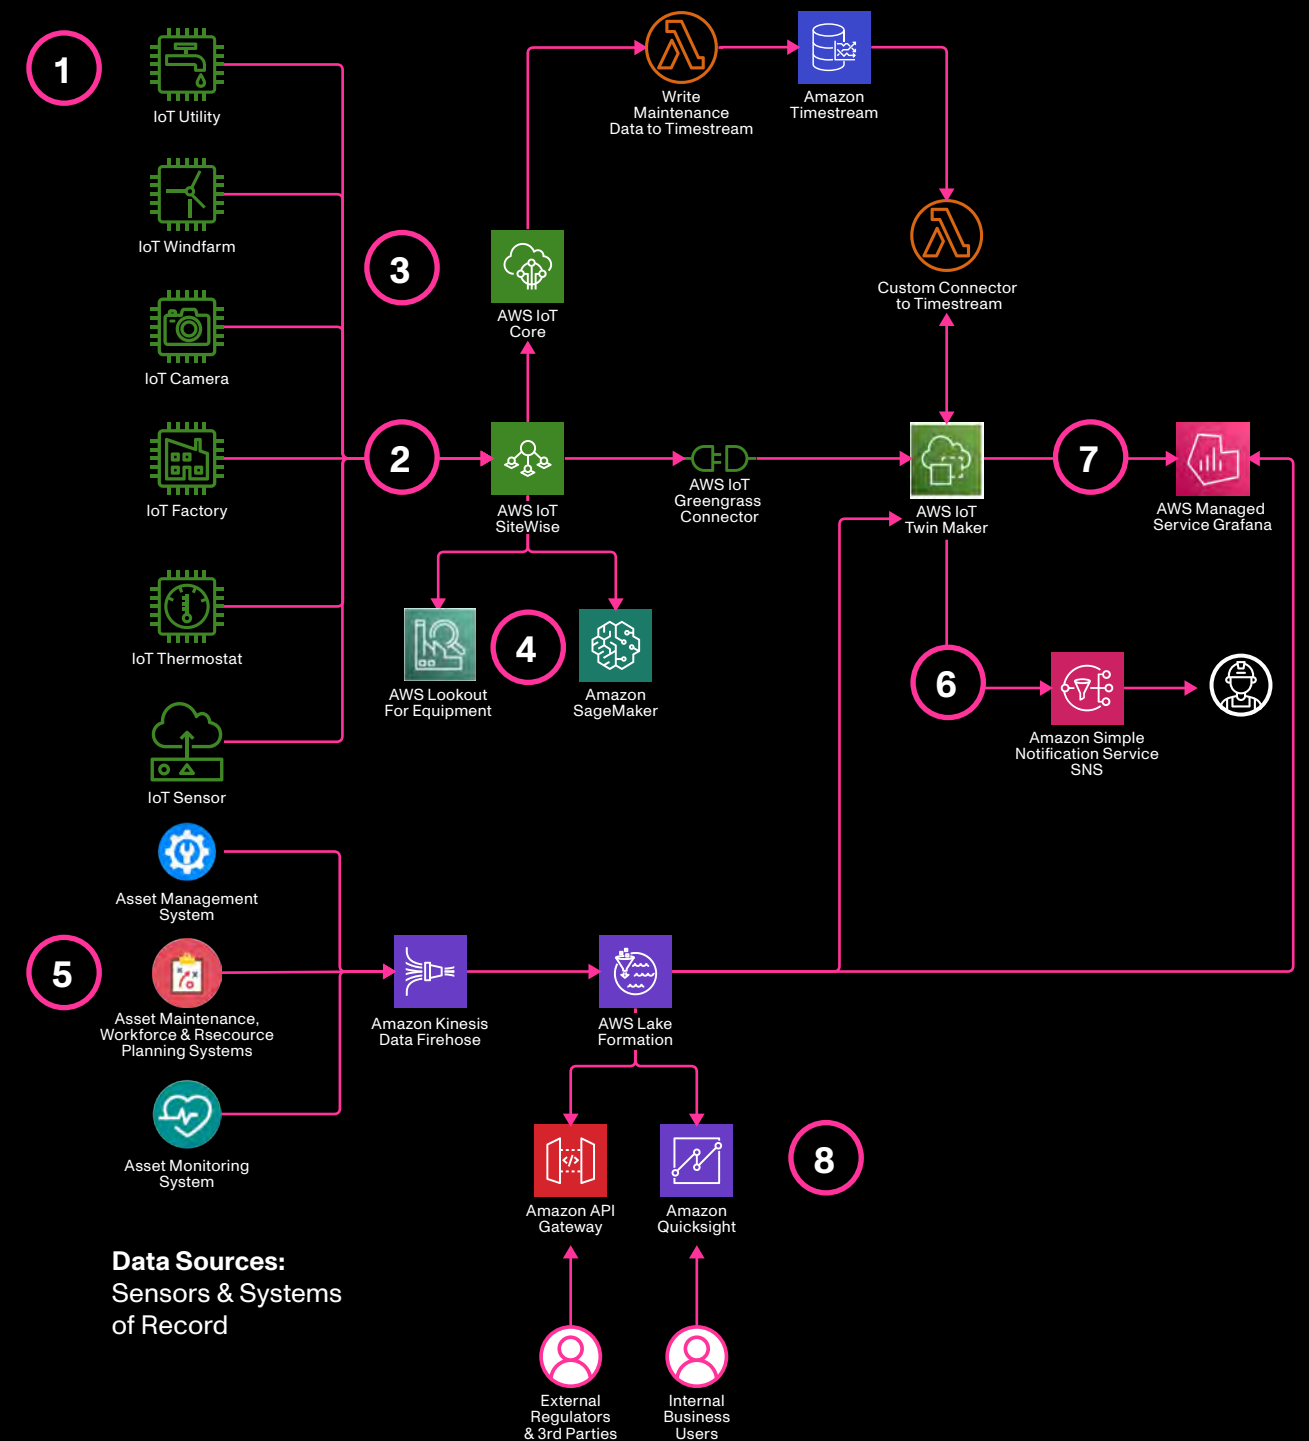 1
IoT Utility
IoT Windfarm
IoT Camera
IoT Factory
IoT Thermostat
IoT Sensor
2
3
AWS IoT
Core
AWS IoT
SiteWise
Write
Maintenance
Data to Timestream
Amazon
Timestream
Custom Connector
to Timestream
AWS IoT
Greengrass
Connector
AWS IoT
Twin Maker
7
AWS Managed
Service Grafana
AWS Lookout
For Equipment
4
Amazon
SageMaker
6
Amazon Simple
Notification Service
SNS
Asset Management
System
5
Asset Maintenance,
Workforce & Rsecource
Planning Systems
Asset Monitoring
System
Amazon Kinesis
Data Firehose
AWS Lake
Formation
Amazon API
Gateway
Amazon
Quicksight
8
External
Regulators
& 3rd Parties
Internal
Business
Users
Data Sources:
Sensors & Systems
of Record